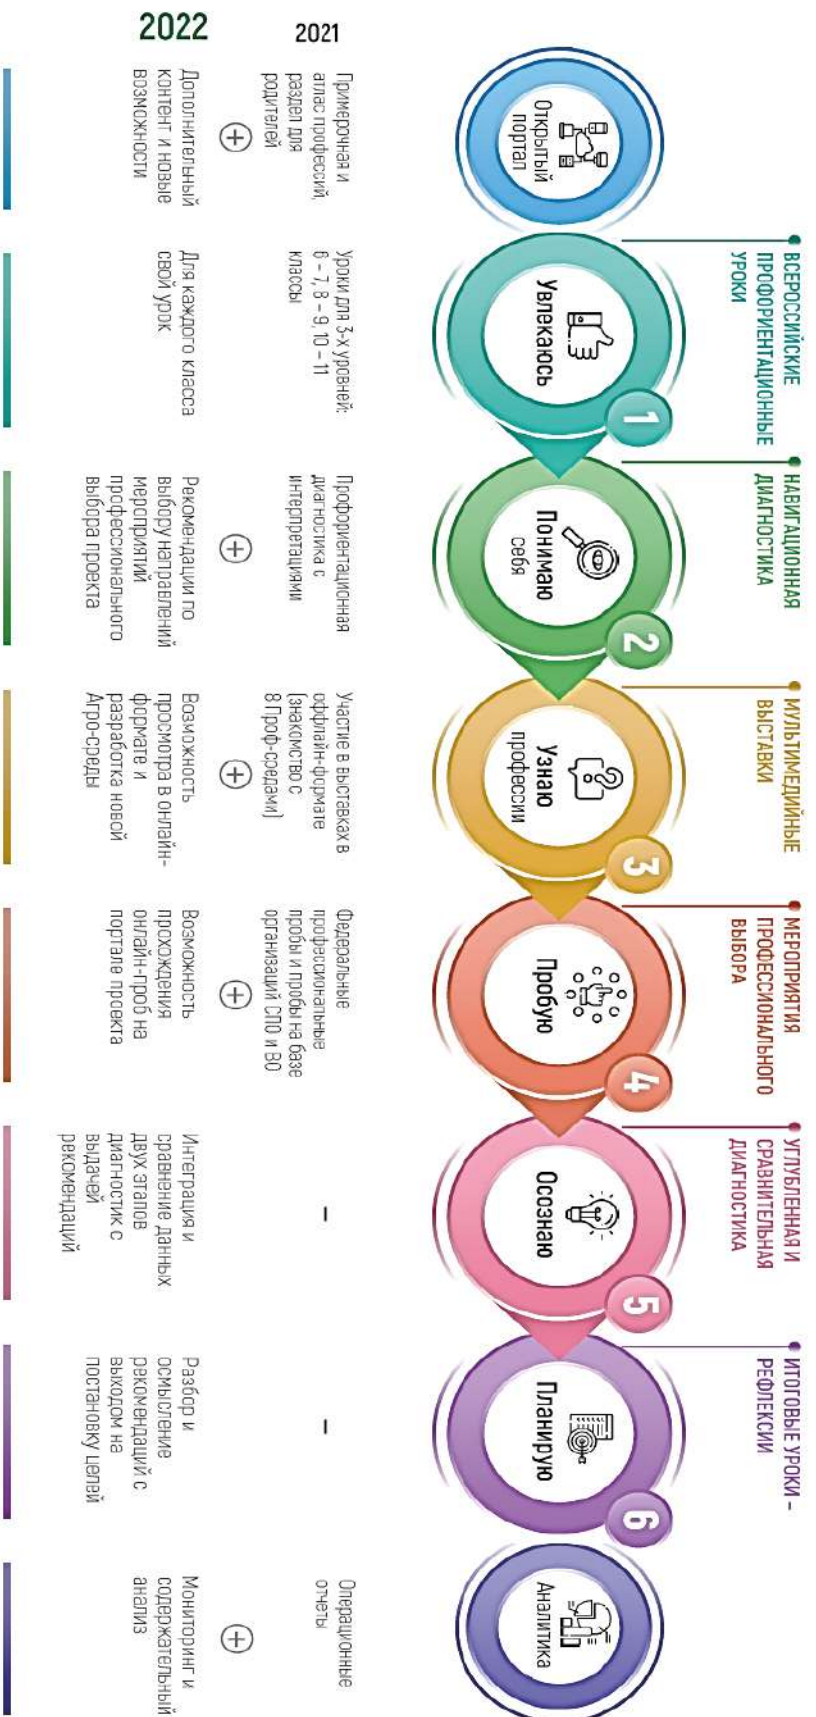 ВСЕРОССИЙСКИЕ
ПРОФОРИЕНТАЦИОННЫЕ
УРОКИ
НАВИГАЦИОННАЯ
ДИАГНОСТИКА
МУЛЬТИМЕДИЙНЫЕ
ВЫСТАВКИ
МЕРОПРИЯТИЯ
ПРОФЕССИОНАЛЬНОГО
ВЫБОРА
УГЛУБЛЕННАЯ И
СРАВНИТЕЛЬНАЯ
ДИАГНОСТИКА
ИТОГОВЫЕ УРОКИ –
РЕФЛЕКСИИ
Открытый
портал
Увлекаюсь
1
Понимаю
себя
2
Узнаю
профессии
3
Пробую
4
Осознаю
5
Планирую
6
Аналитика
2021
Примерочная и
атлас профессий,
раздел для
родителей
Уроки для 3-х уровней:
6 – 7, 8 – 9, 10 – 11
классы
Профориентационная
диагностика с
интерпретациями
Участие в выставках в
оффлайн-формате
(знакомство с
8 Проф-средами)
Федеральные
профессиональные
пробы и пробы на базе
организаций СПО и ВО
–
–
Операционные
отчеты
+
+
+
+
+
2022
Дополнительный
контент и новые
возможности
Для каждого класса
свой урок
Рекомендации по
выбору направлений
мероприятий
профессионального
выбора проекта
Возможность
просмотра в онлайн-
формате и
разработка новой
Агро-среды
Возможность
прохождения
онлайн-проб на
портале проекта
Интеграция и
сравнение данных
двух этапов
диагностик с
выдачей
рекомендаций
Разбор и
осмысление
рекомендаций с
выходом на
постановку целей
Мониторинг и
содержательный
анализ